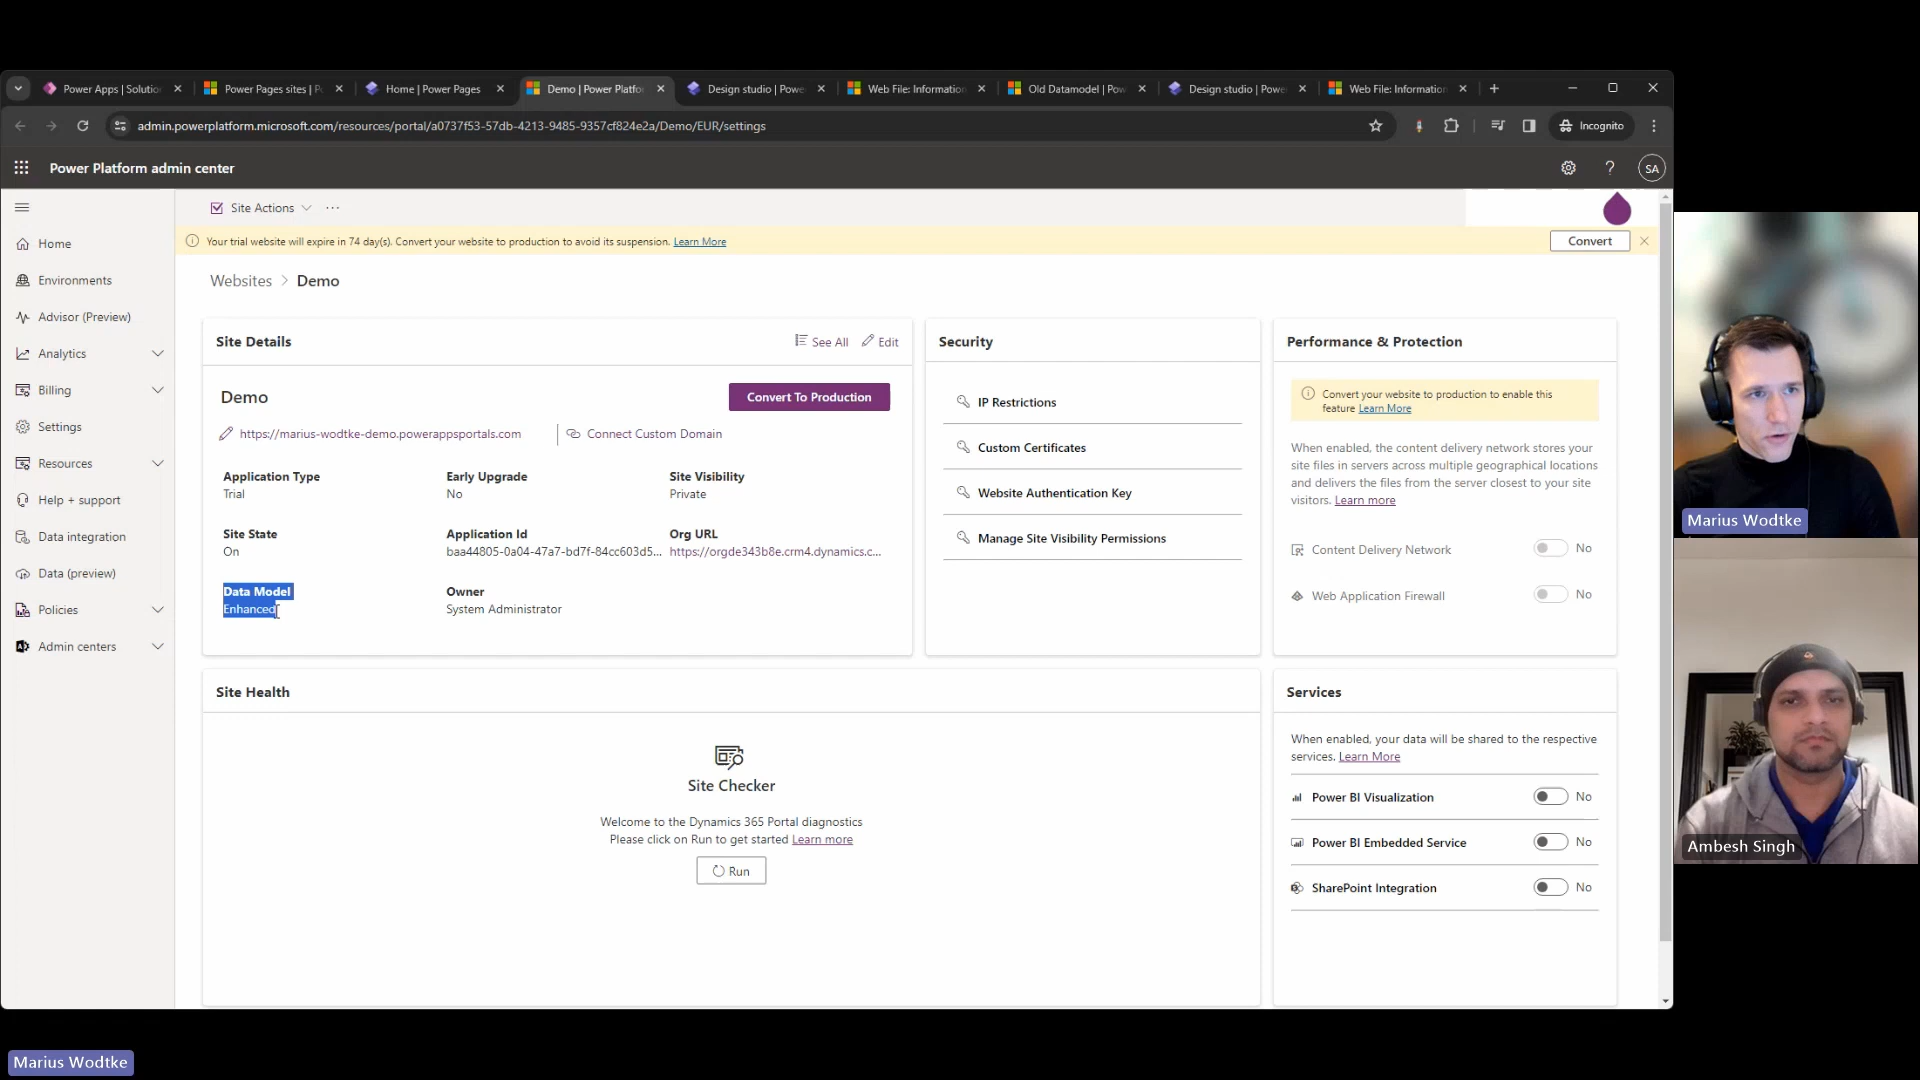 Power Apps | Solutio
Power Pages sites | P
Home | Power Pages
Demo | Power Platfo
Design studio | Powe
Web File: Information
Old Datamodel | Pow
Design studio | Powe
Web File: Information
admin.powerplatform.microsoft.com/resources/portal/a0737f53-57db-4213-9485-9357cf824e2a/Demo/EUR/settings
Incognito
Power Platform admin center
SA
Site Actions
Your trial website will expire in 74 day(s). Convert your website to production to avoid its suspension. Learn More
Convert
Home
Environments
Advisor (Preview)
Analytics
Billing
Settings
Resources
Help + support
Data integration
Data (preview)
Policies
Admin centers
Websites > Demo
Site Details
See All
Edit
Demo
Convert To Production
https://marius-wodtke-demo.powerappsportals.com
Connect Custom Domain
Application Type
Trial
Early Upgrade
No
Site Visibility
Private
Site State
On
Application Id
baa44805-0a04-47a7-bd7f-84cc603d5...
Org URL
https://orgde343b8e.crm4.dynamics.c...
Data Model
Enhanced
Owner
System Administrator
Security
IP Restrictions
Custom Certificates
Website Authentication Key
Manage Site Visibility Permissions
Performance & Protection
Convert your website to production to enable this
feature Learn More
When enabled, the content delivery network stores your
site files in servers across multiple geographical locations
and delivers the files from the server closest to your site
visitors. Learn more
Content Delivery Network
No
Web Application Firewall
No
Site Health
Site Checker
Welcome to the Dynamics 365 Portal diagnostics
Please click on Run to get started Learn more
Run
Services
When enabled, your data will be shared to the respective
services. Learn More
Power BI Visualization
No
Power BI Embedded Service
No
SharePoint Integration
No
Marius Wodtke
Ambesh Singh
Marius Wodtke